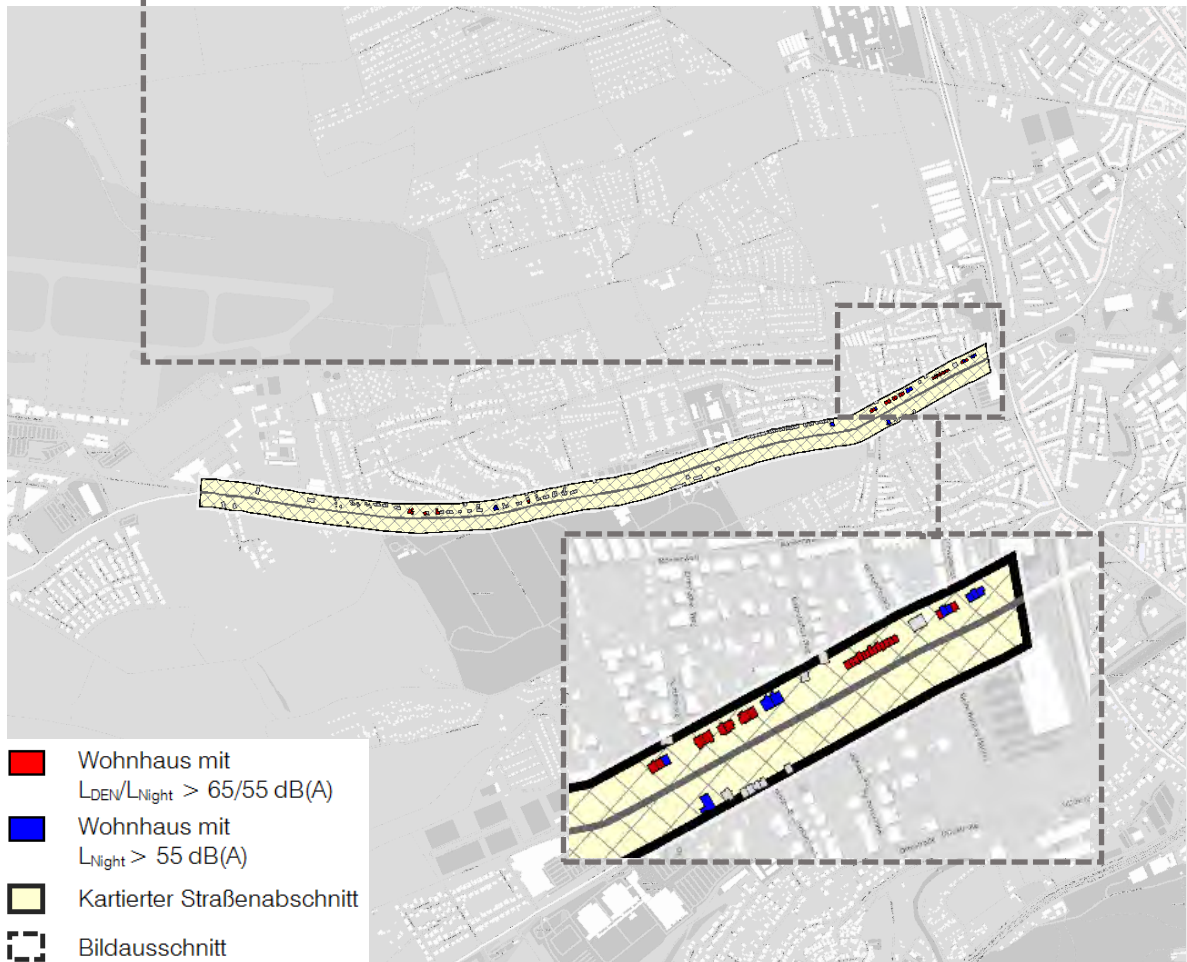 Wohnhaus mit
LDEN/LNight > 65/55 dB(A)
Wohnhaus mit
LNight > 55 dB(A)
Kartierter Straßenabschnitt
Bildausschnitt